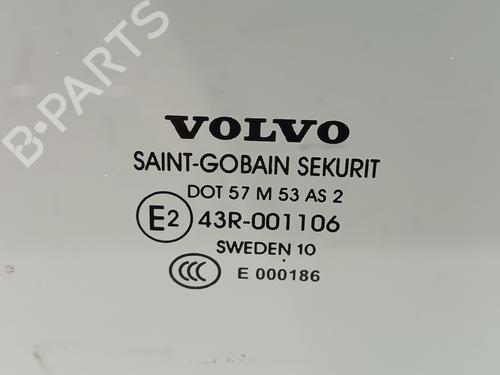 B-PARTS
VOLVO
SAINT-GOBAIN SEKURIT
DOT 57 M 53 AS 2
E2 43R-001106
SWEDEN 10
CCC E 000186